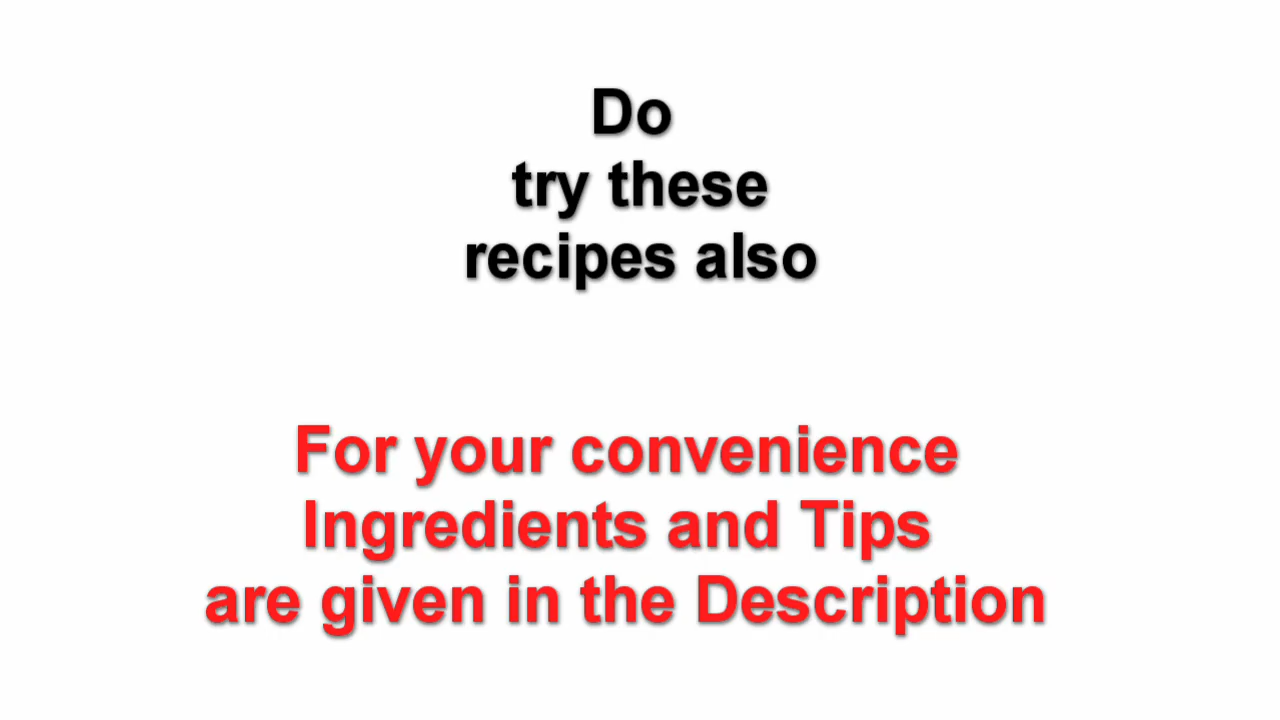 Do
try these
recipes also
For your convenience
Ingredients and Tips
are given in the Description